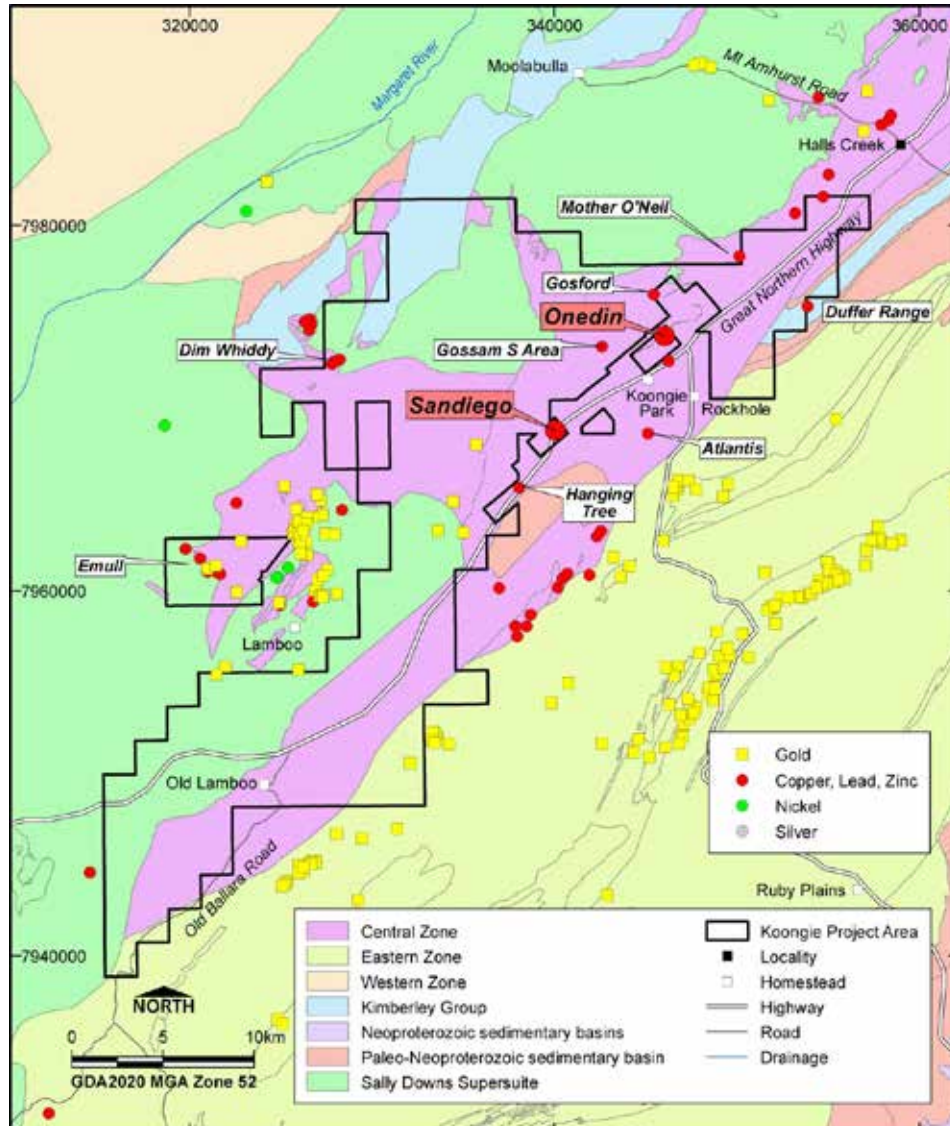 320000
340000
360000
Moolabulla
Mt Amhurst Road
Margaret River
Halls Creek
7980000
Mother O'Neil
Great Northern Highway
Gosford
Onedin
Duffer Range
Dim Whiddy
Gossam S Area
Koongie
Park
Rockhole
Sandiego
Atlantis
Hanging
Tree
Emull
7960000
Lamboo
Gold
Copper, Lead, Zinc
Nickel
Silver
Old Lamboo
Old Ballara Road
Ruby Plains
7940000
NORTH
0 5 10km
GDA2020 MGA Zone 52
Central Zone
Eastern Zone
Western Zone
Kimberley Group
Neoproterozoic sedimentary basins
Paleo-Neoproterozoic sedimentary basin
Sally Downs Supersuite
Koongie Project Area
Locality
Homestead
Highway
Road
Drainage